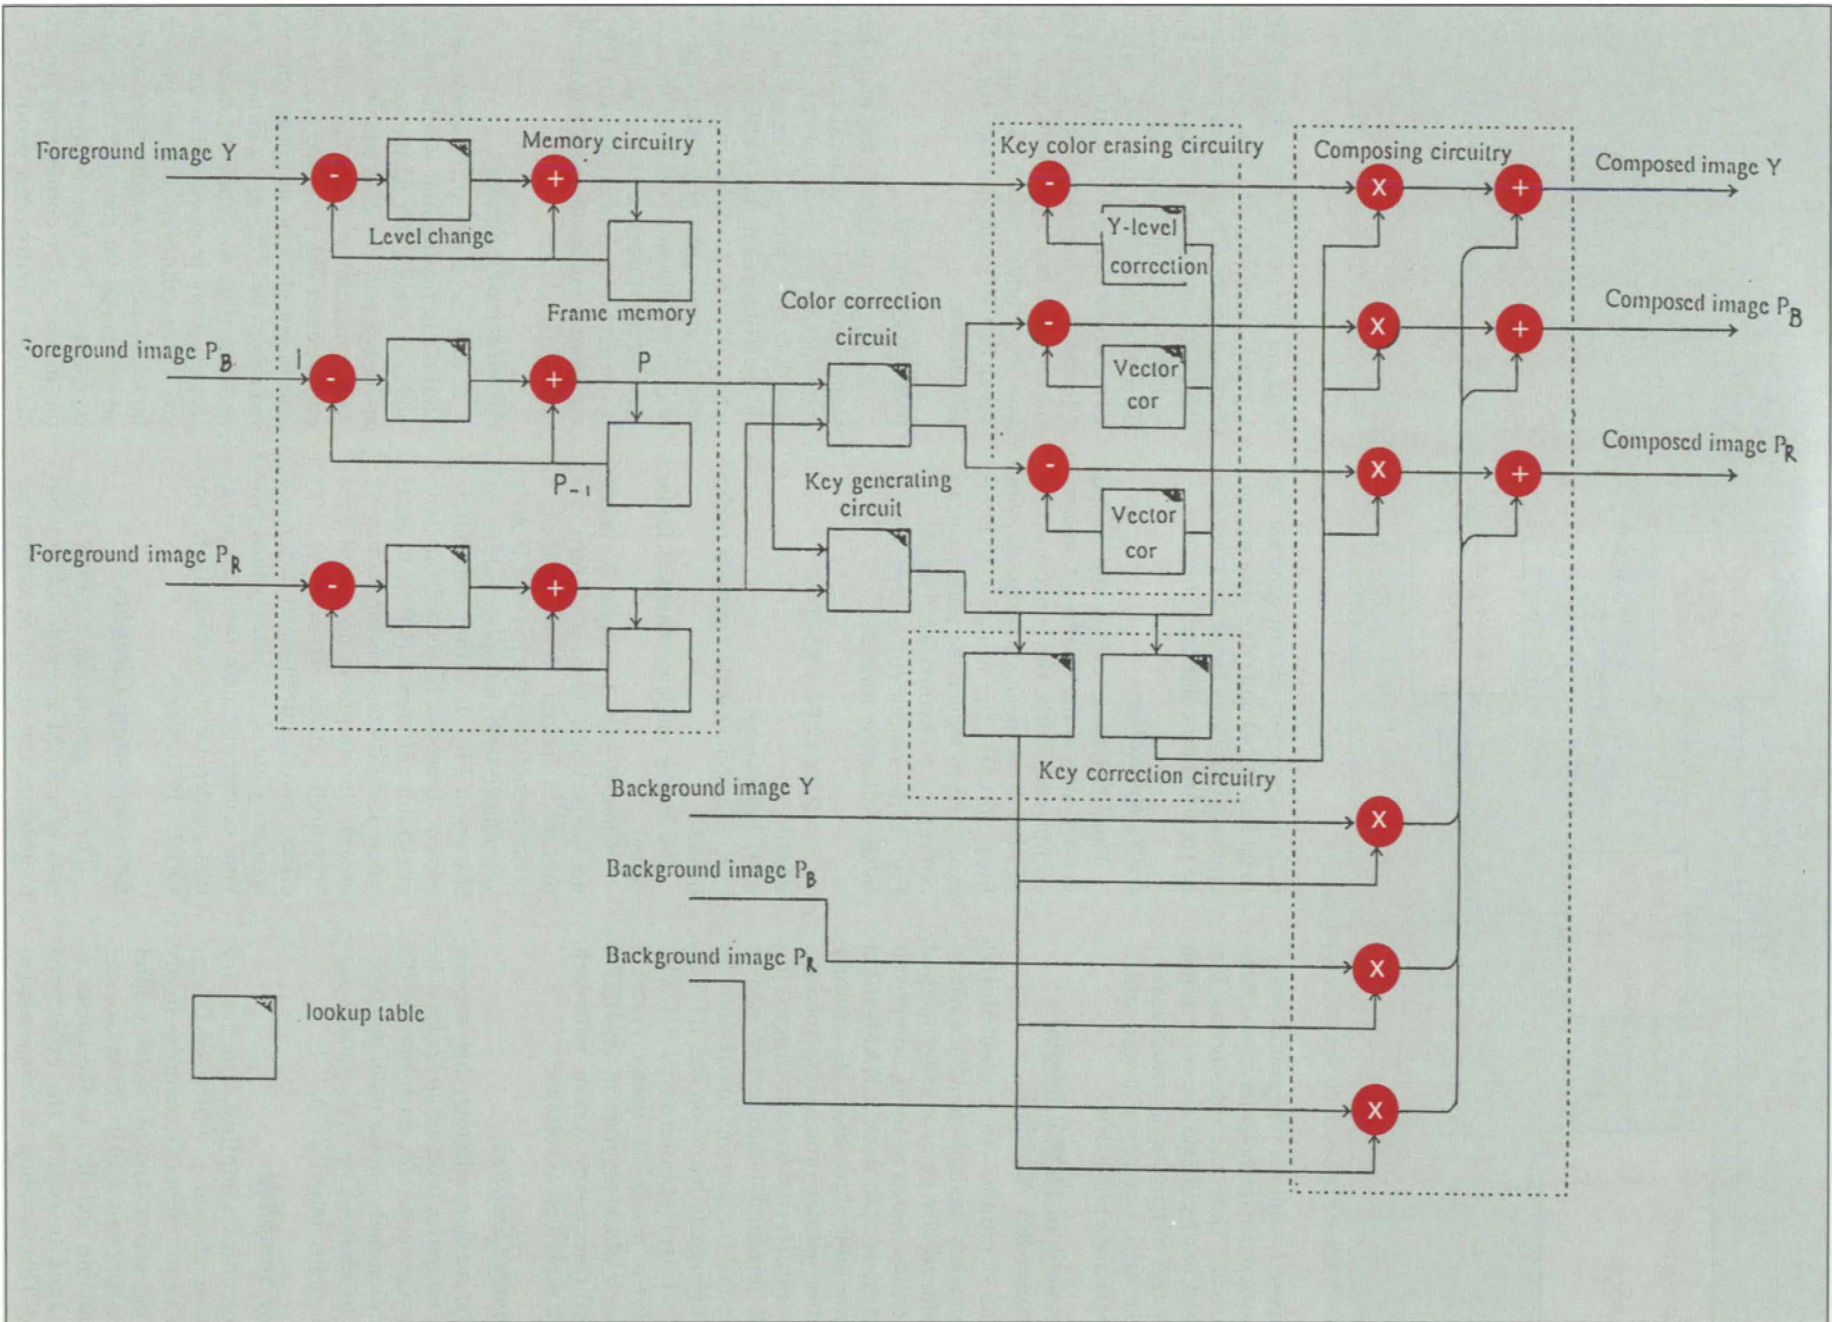 Foreground image Y
Memory circuitry
Key color erasing circuitry
Composing circuitry
Composed image Y
-
+
-
X
+
Level change
Y-level
correction
Frame memory
Color correction
circuit
Composed image PB
Foreground image PB
I
-
+
P
-
X
+
Vector
cor
P-1
Key generating
circuit
-
X
+
Composed image PR
Vector
cor
Foreground image PR
-
+
Key correction circuitry
Background image Y
X
Background image PB
Background image PR
X
lookup table
X